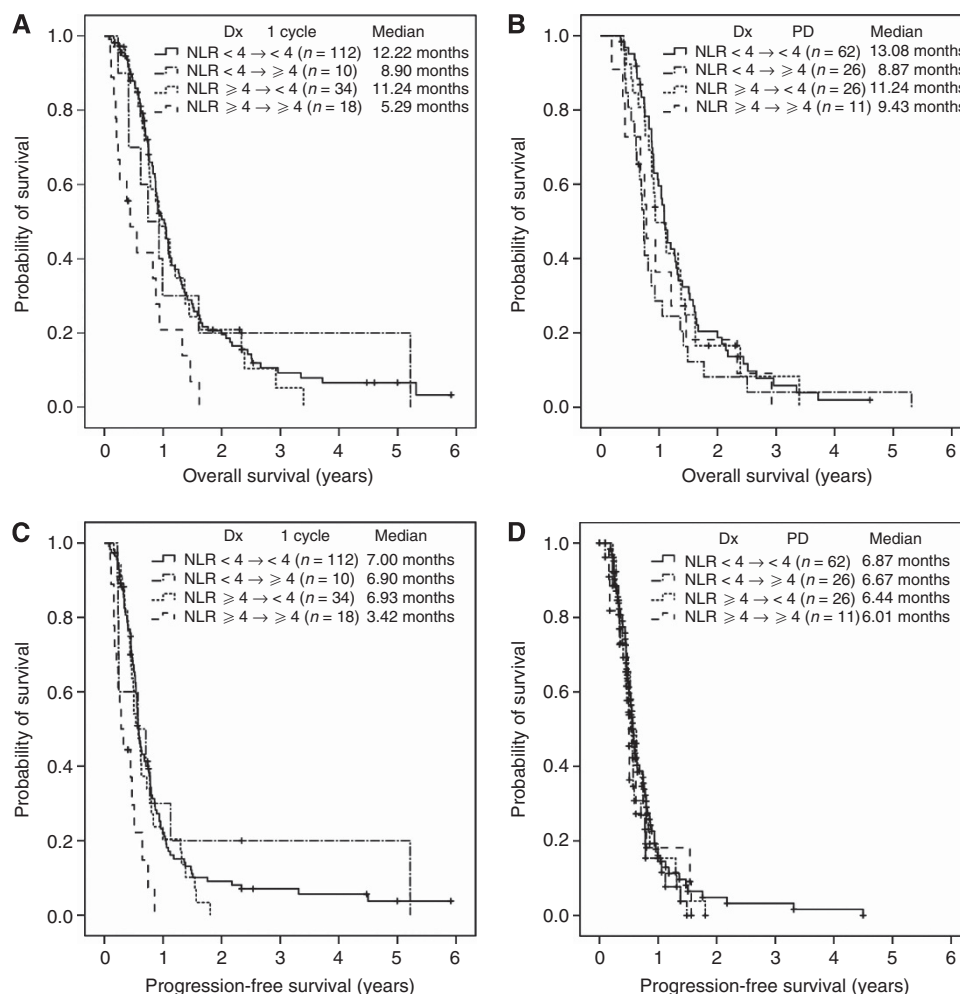 A
Dx 1 cycle Median
NLR < 4 → < 4 (n = 112) 12.22 months
NLR < 4 → ⩾ 4 (n = 10) 8.90 months
NLR ⩾ 4 → < 4 (n = 34) 11.24 months
NLR ⩾ 4 → ⩾ 4 (n = 18) 5.29 months
1.0
0.8
0.6
0.4
0.2
0.0
Probability of survival
0 1 2 3 4 5 6
Overall survival (years)
B
Dx PD Median
NLR < 4 → < 4 (n = 62) 13.08 months
NLR < 4 → ⩾ 4 (n = 26) 8.87 months
NLR ⩾ 4 → < 4 (n = 26) 11.24 months
NLR ⩾ 4 → ⩾ 4 (n = 11) 9.43 months
1.0
0.8
0.6
0.4
0.2
0.0
Probability of survival
0 1 2 3 4 5 6
Overall survival (years)
C
Dx 1 cycle Median
NLR < 4 → < 4 (n = 112) 7.00 months
NLR < 4 → ⩾ 4 (n = 10) 6.90 months
NLR ⩾ 4 → < 4 (n = 34) 6.93 months
NLR ⩾ 4 → ⩾ 4 (n = 18) 3.42 months
1.0
0.8
0.6
0.4
0.2
0.0
Probability of survival
0 1 2 3 4 5 6
Progression-free survival (years)
D
Dx PD Median
NLR < 4 → < 4 (n = 62) 6.87 months
NLR < 4 → ⩾ 4 (n = 26) 6.67 months
NLR ⩾ 4 → < 4 (n = 26) 6.44 months
NLR ⩾ 4 → ⩾ 4 (n = 11) 6.01 months
1.0
0.8
0.6
0.4
0.2
0.0
Probability of survival
0 1 2 3 4 5 6
Progression-free survival (years)